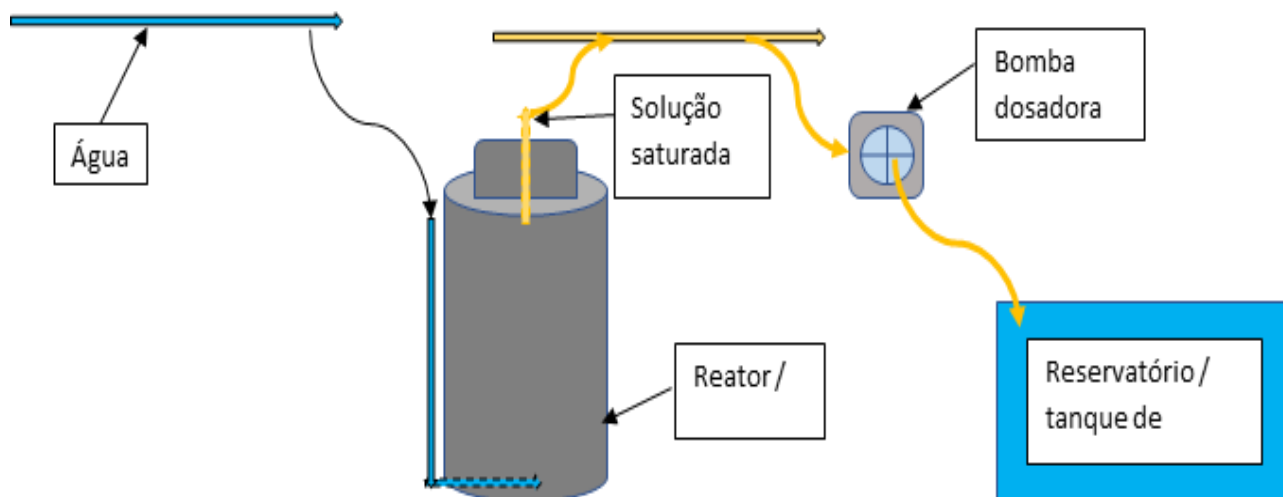 Água
Solução
saturada
Bomba
dosadora
Reator /
Reservatório /
tanque de